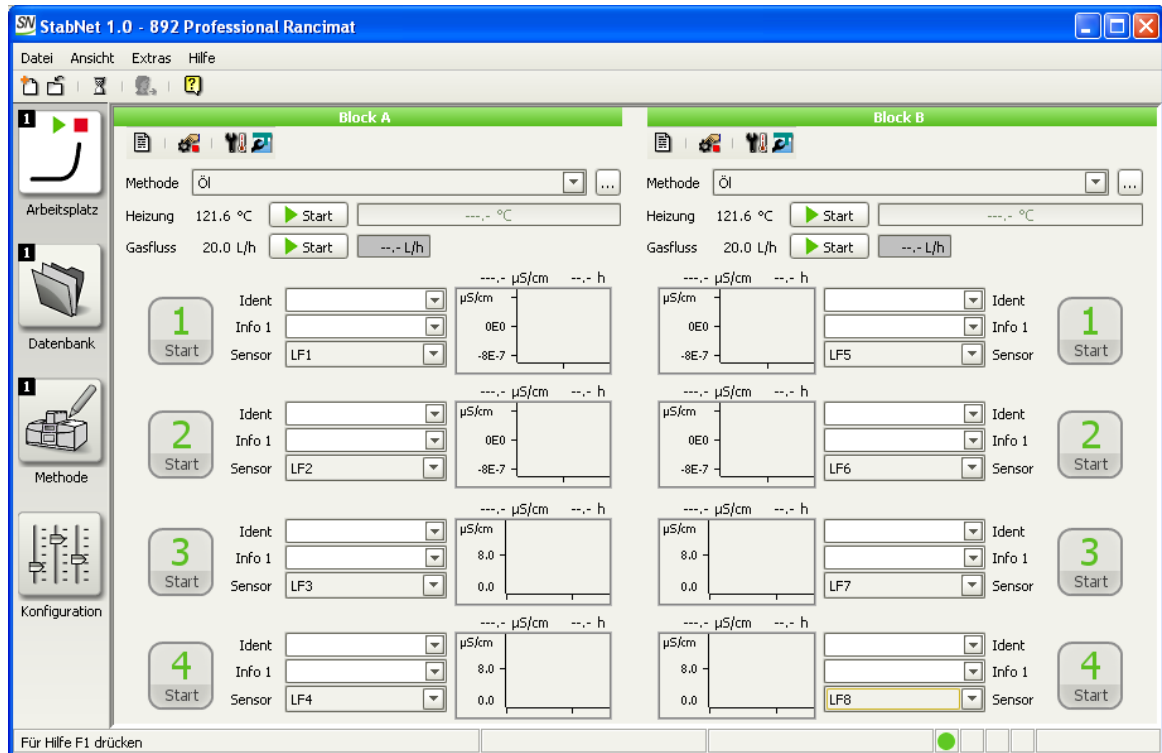 StabNet 1.0 - 892 Professional Rancimat
Datei Ansicht Extras Hilfe
1
Arbeitsplatz
1
Datenbank
1
Methode
Konfiguration
Block A
Methode Öl ...
Heizung 121.6 °C Start ---,- °C
Gasfluss 20.0 L/h Start --,- L/h
---,- µS/cm --,- h
1 Start
Ident
Info 1
Sensor LF1
µS/cm
0E0
-8E-7
---,- µS/cm --,- h
2 Start
Ident
Info 1
Sensor LF2
µS/cm
0E0
-8E-7
---,- µS/cm --,- h
3 Start
Ident
Info 1
Sensor LF3
µS/cm
8.0
0.0
---,- µS/cm --,- h
4 Start
Ident
Info 1
Sensor LF4
µS/cm
8.0
0.0
Block B
Methode Öl ...
Heizung 121.6 °C Start ---,- °C
Gasfluss 20.0 L/h Start --,- L/h
---,- µS/cm --,- h
µS/cm
0E0
-8E-7
Ident
Info 1
LF5 Sensor
1 Start
---,- µS/cm --,- h
µS/cm
0E0
-8E-7
Ident
Info 1
LF6 Sensor
2 Start
---,- µS/cm --,- h
µS/cm
8.0
0.0
Ident
Info 1
LF7 Sensor
3 Start
---,- µS/cm --,- h
µS/cm
8.0
0.0
Ident
Info 1
LF8 Sensor
4 Start
Für Hilfe F1 drücken